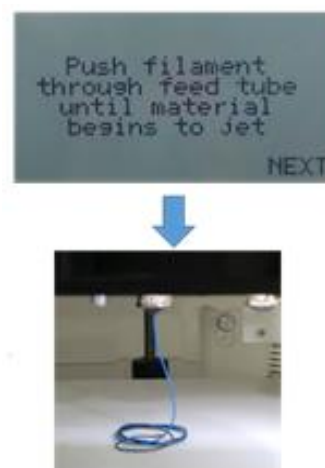 Push filament
through feed tube
until material
begins to jet
NEXT